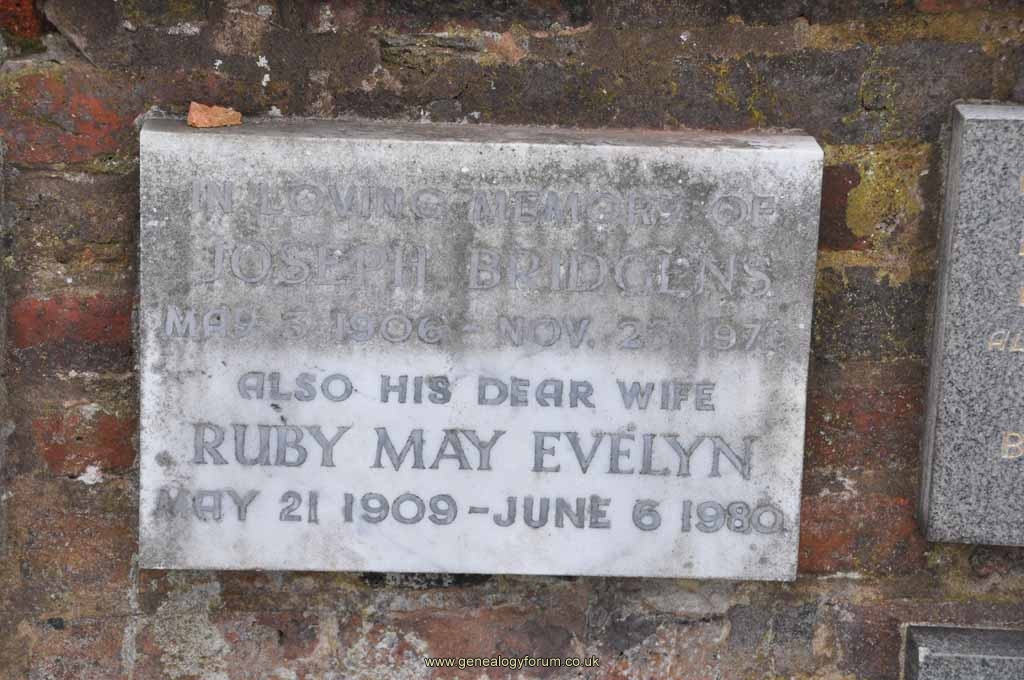 IN LOVING MEMORY OF
JOSEPH BRIDGENS
MAY 1906 - NOV.
ALSO HIS DEAR WIFE
RUBY MAY EVELYN
MAY 21 1909 - JUNE 6 1980
www.genealogyforum.co.uk